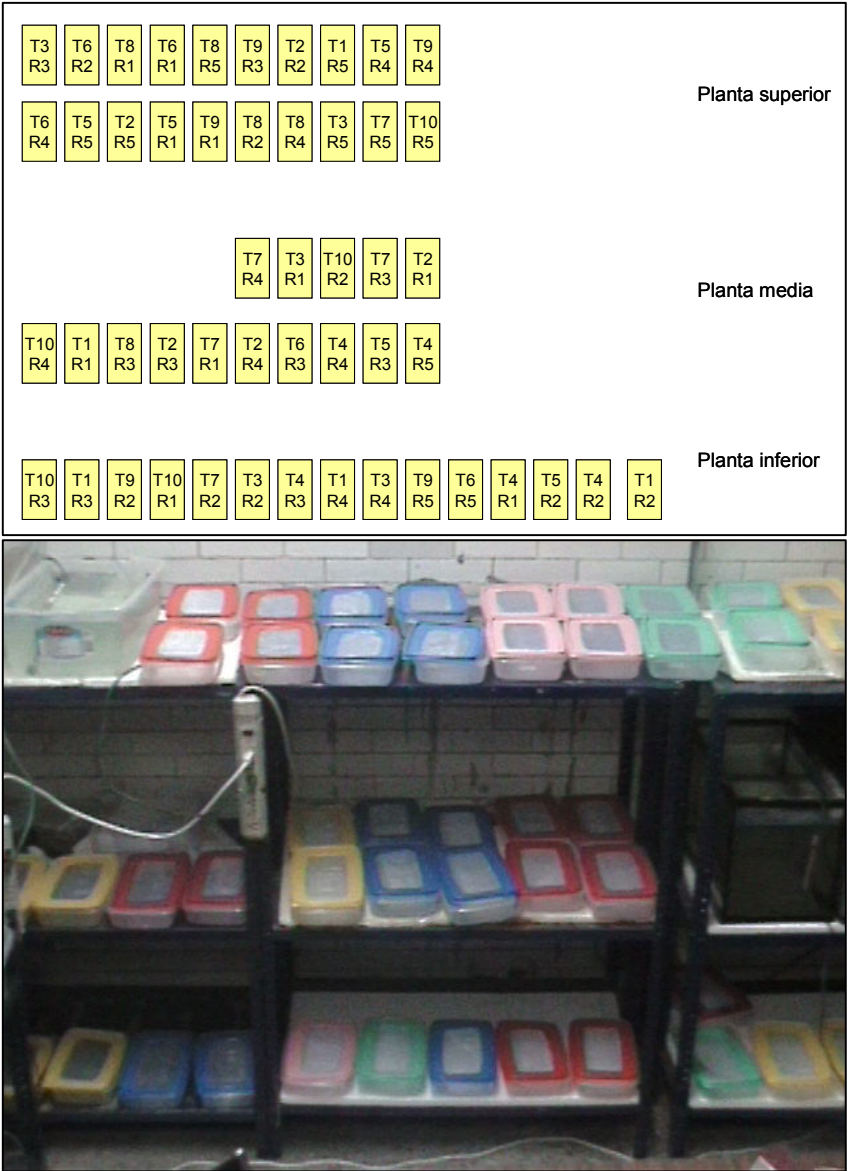 T3 T6 T8 T6 T8 T9 T2 T1 T5 T9
R3 R2 R1 R1 R5 R3 R2 R5 R4 R4
Planta superior
T6 T5 T2 T5 T9 T8 T8 T3 T7 T10
R4 R5 R5 R1 R1 R2 R4 R5 R5 R5
T7 T3 T10 T7 T2
R4 R1 R2 R3 R1
Planta media
T10 T1 T8 T2 T7 T2 T6 T4 T5 T4
R4 R1 R3 R3 R1 R4 R3 R4 R3 R5
Planta inferior
T10 T1 T9 T10 T7 T3 T4 T1 T3 T9 T6 T4 T5 T4 T1
R3 R3 R2 R1 R2 R2 R3 R4 R4 R5 R5 R1 R2 R2 R2